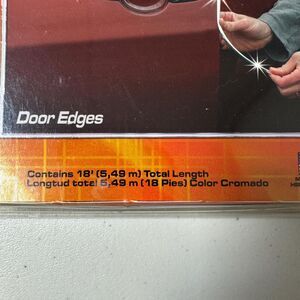 Door Edges
Contains 18' (5,49 m) Total Length
Longtud total 5,49 m (18 Pies) Color Cromado